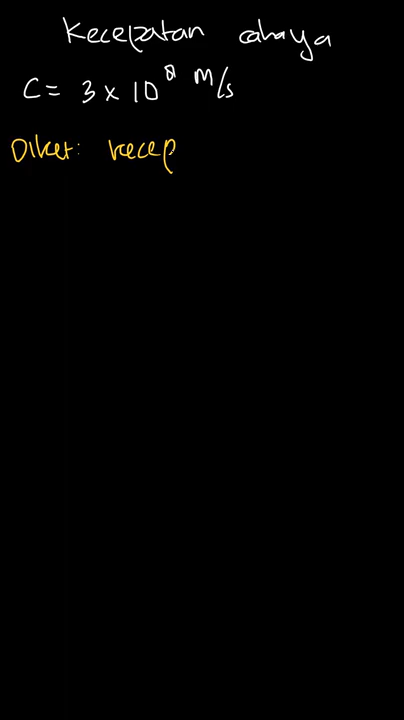 Kecepatan cahaya
C = 3 x 10⁸ m/s
Diket: kecep